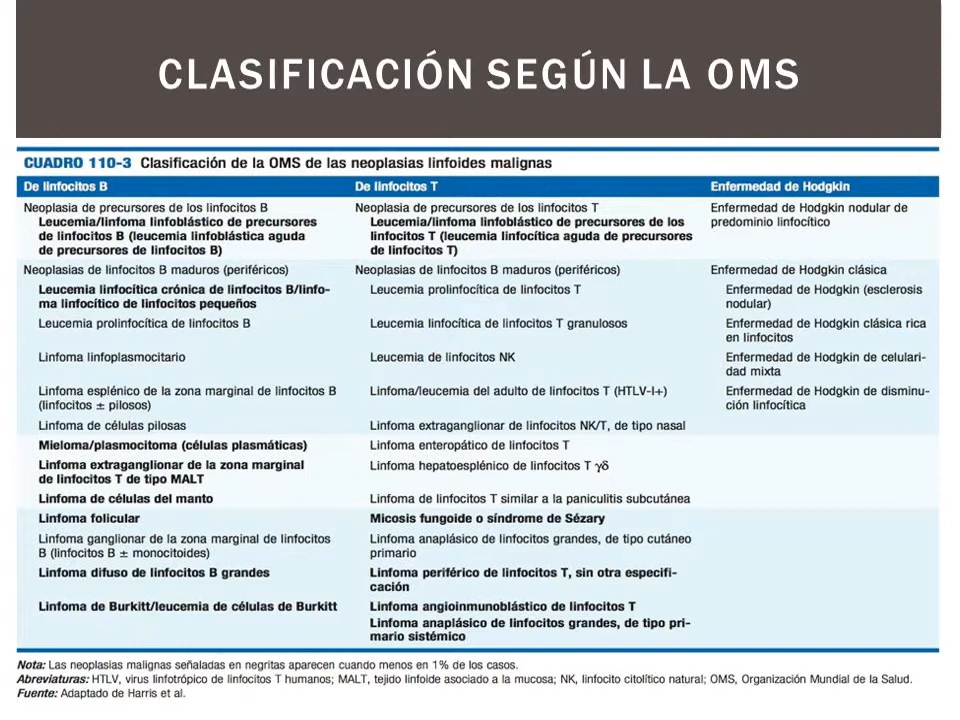 CLASIFICACIÓN SEGÚN LA OMS
CUADRO 110-3 Clasificación de la OMS de las neoplasias linfoides malignas
De linfocitos B
Neoplasia de precursores de los linfocitos B
Leucemia/linfoma linfoblástico de precursores
de linfocitos B (leucemia linfoblástica aguda
de precursores de linfocitos B)
Neoplasias de linfocitos B maduros (periféricos)
Leucemia linfocítica crónica de linfocitos B/linfo-
ma linfocítico de linfocitos pequeños
Leucemia prolinfocítica de linfocitos B
Linfoma linfoplasmocitario
Linfoma esplénico de la zona marginal de linfocitos B
(linfocitos ± pilosos)
Linfoma de células pilosas
Mieloma/plasmocitoma (células plasmáticas)
Linfoma extraganglionar de la zona marginal
de linfocitos T de tipo MALT
Linfoma de células del manto
Linfoma folicular
Linfoma ganglionar de la zona marginal de linfocitos
B (linfocitos B ± monocitoides)
Linfoma difuso de linfocitos B grandes
Linfoma de Burkitt/leucemia de células de Burkitt
De linfocitos T
Neoplasia de precursores de los linfocitos T
Leucemia/linfoma linfoblástico de precursores de los
linfocitos T (leucemia linfocítica aguda de precursores
de linfocitos T)
Neoplasias de linfocitos B maduros (periféricos)
Leucemia prolinfocítica de linfocitos T
Leucemia linfocítica de linfocitos T granulosos
Leucemia de linfocitos NK
Linfoma/leucemia del adulto de linfocitos T (HTLV-I+)
Linfoma extraganglionar de linfocitos NK/T, de tipo nasal
Linfoma enteropático de linfocitos T
Linfoma hepatoesplénico de linfocitos T γδ
Linfoma de linfocitos T similar a la paniculitis subcutánea
Micosis fungoide o síndrome de Sézary
Linfoma anaplásico de linfocitos grandes, de tipo cutáneo
primario
Linfoma periférico de linfocitos T, sin otra especifi-
cación
Linfoma angioinmunoblástico de linfocitos T
Linfoma anaplásico de linfocitos grandes, de tipo pri-
mario sistémico
Enfermedad de Hodgkin
Enfermedad de Hodgkin nodular de
predominio linfocítico
Enfermedad de Hodgkin clásica
Enfermedad de Hodgkin (esclerosis
nodular)
Enfermedad de Hodgkin clásica rica
en linfocitos
Enfermedad de Hodgkin de celulari-
dad mixta
Enfermedad de Hodgkin de disminu-
ción linfocítica
Nota: Las neoplasias malignas señaladas en negritas aparecen cuando menos en 1% de los casos.
Abreviaturas: HTLV, virus linfotrópico de linfocitos T humanos; MALT, tejido linfoide asociado a la mucosa; NK, linfocito citolítico natural; OMS, Organización Mundial de la Salud.
Fuente: Adaptado de Harris et al.